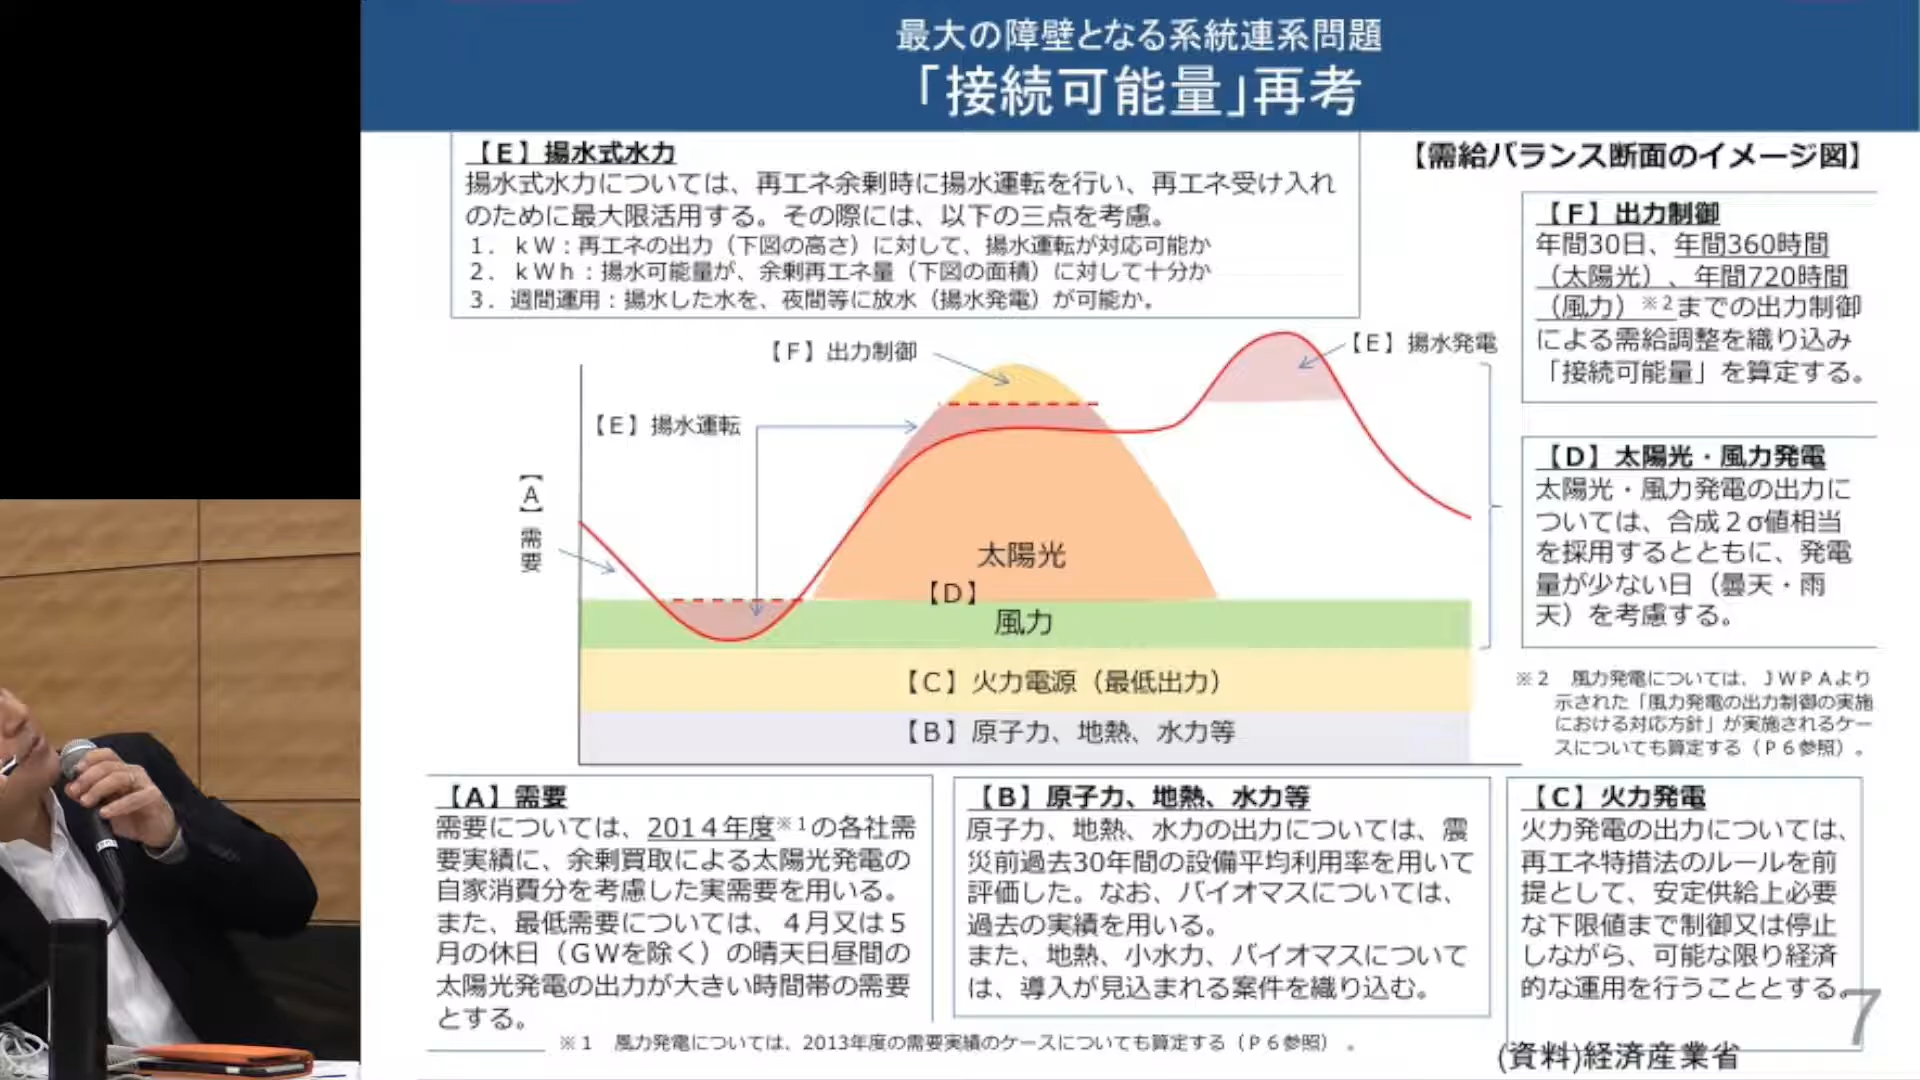 最大の障壁となる系統連系問題
「接続可能量」再考
【E】揚水式水力
揚水式水力については、再エネ余剰時に揚水運転を行い、再エネ受け入れ
のために最大限活用する。その際には、以下の三点を考慮。
1．kW：再エネの出力（下図の高さ）に対して、揚水運転が対応可能か
2．kWh：揚水可能量が、余剰再エネ量（下図の面積）に対して十分か
3．週間運用：揚水した水を、夜間等に放水（揚水発電）が可能か。
【需給バランス断面のイメージ図】
【F】出力制御
年間30日、年間360時間
（太陽光）、年間720時間
（風力）※2までの出力制御
による需給調整を織り込み
「接続可能量」を算定する。
【F】出力制御
【E】揚水発電
【E】揚水運転
【A】需要
太陽光
【D】
風力
【C】火力電源（最低出力）
【B】原子力、地熱、水力等
【D】太陽光・風力発電
太陽光・風力発電の出力に
ついては、合成2σ値相当
を採用するとともに、発電
量が少ない日（曇天・雨
天）を考慮する。
※2　風力発電については、JWPAより
示された「風力発電の出力制御の実施
における対応方針」が実施されるケー
スについても算定する（P6参照）。
【A】需要
需要については、2014年度※1の各社需
要実績に、余剰買取による太陽光発電の
自家消費分を考慮した実需要を用いる。
また、最低需要については、4月又は5
月の休日（GWを除く）の晴天日昼間の
太陽光発電の出力が大きい時間帯の需要
とする。
【B】原子力、地熱、水力等
原子力、地熱、水力の出力については、震
災前過去30年間の設備平均利用率を用いて
評価した。なお、バイオマスについては、
過去の実績を用いる。
また、地熱、小水力、バイオマスについて
は、導入が見込まれる案件を織り込む。
【C】火力発電
火力発電の出力については、
再エネ特措法のルールを前
提として、安定供給上必要
な下限値まで制御又は停止
しながら、可能な限り経済
的な運用を行うこととする。
※1　風力発電については、2013年度の需要実績のケースについても算定する（P6参照）。
(資料)経済産業省
7